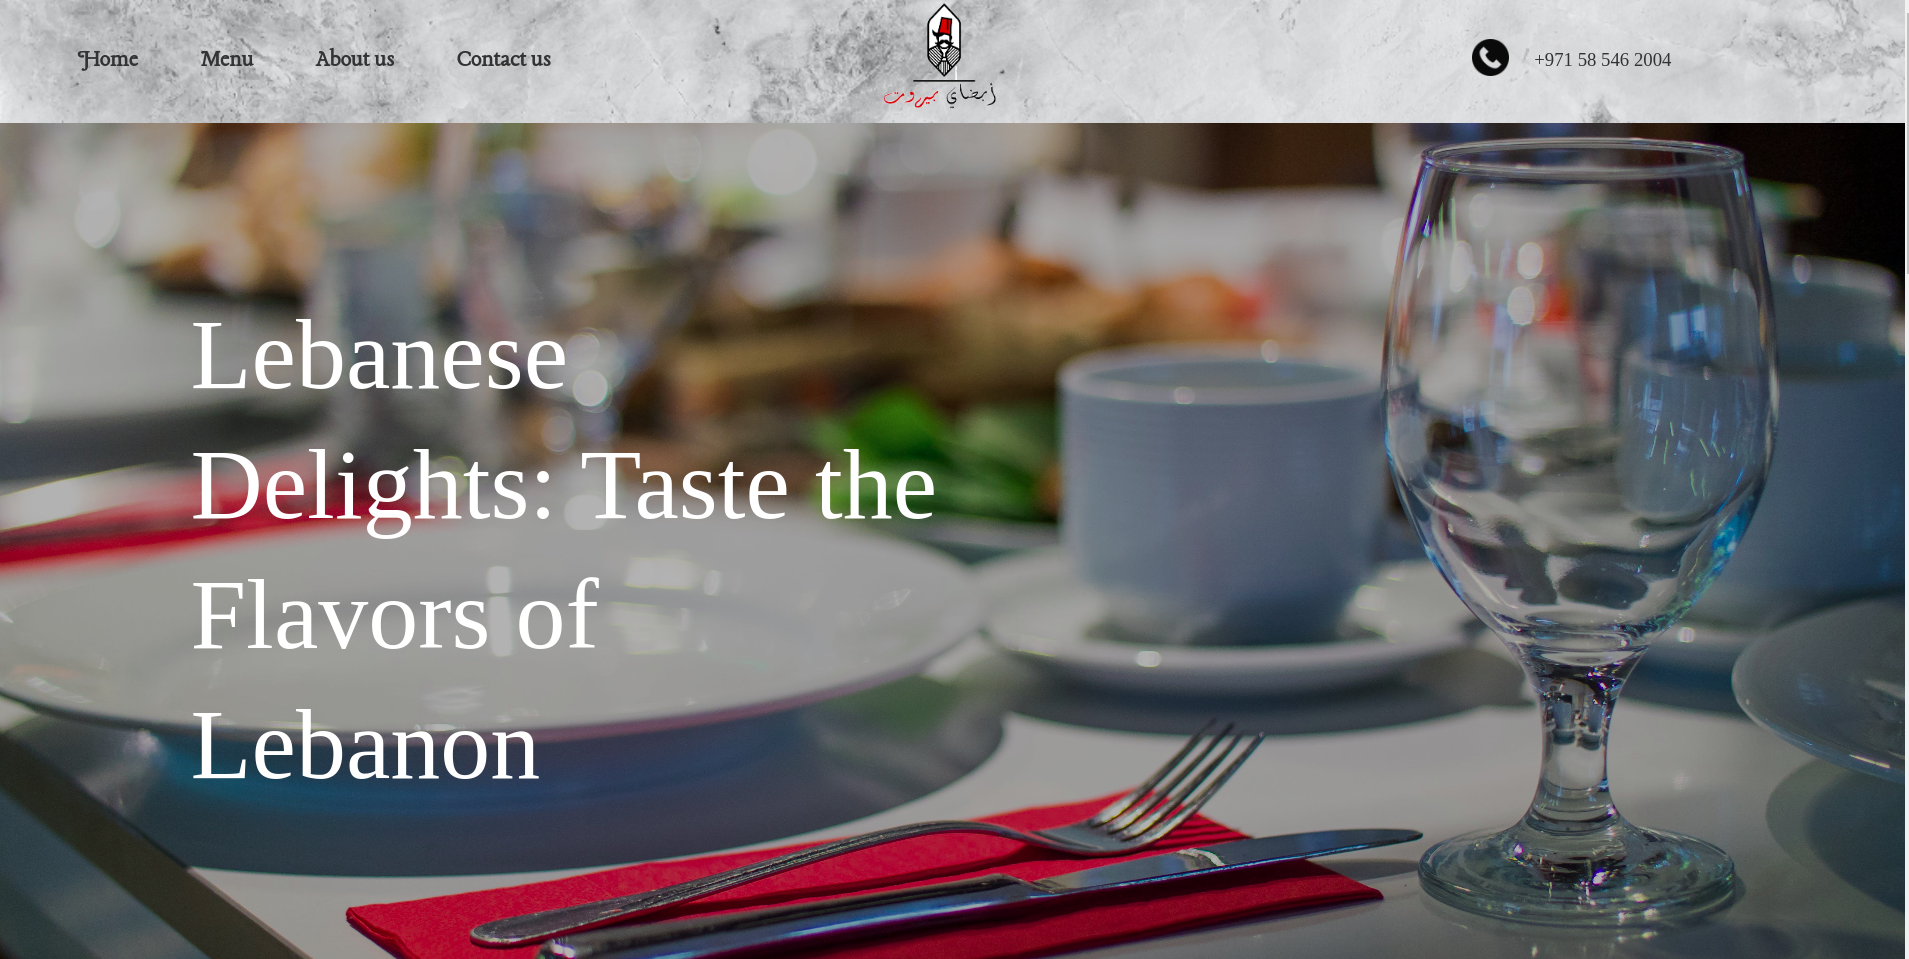 Home Menu About us Contact us
أبضاي بيروت
/ +971 58 546 2004
Lebanese
Delights: Taste the
Flavors of
Lebanon